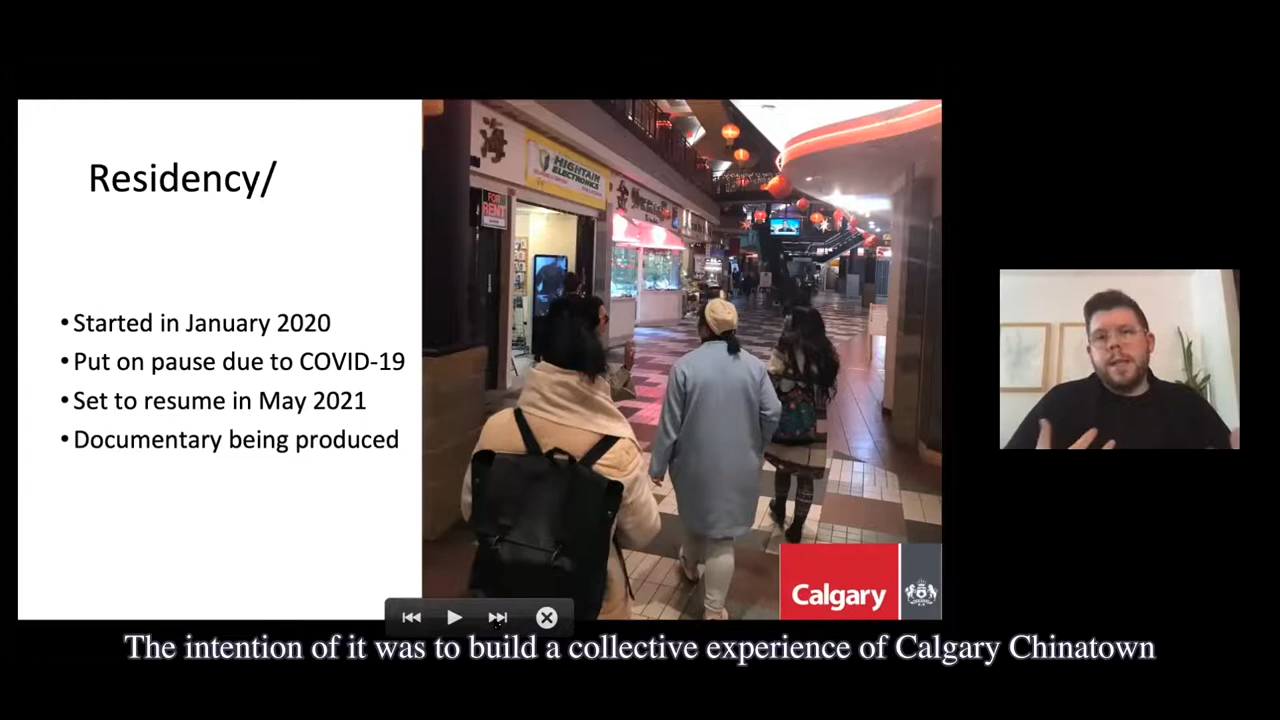 Residency/
•Started in January 2020
•Put on pause due to COVID-19
•Set to resume in May 2021
•Documentary being produced
海
HIGHTAIN
ELECTRONICS
FOR
RENT
Calgary
The intention of it was to build a collective experience of Calgary Chinatown